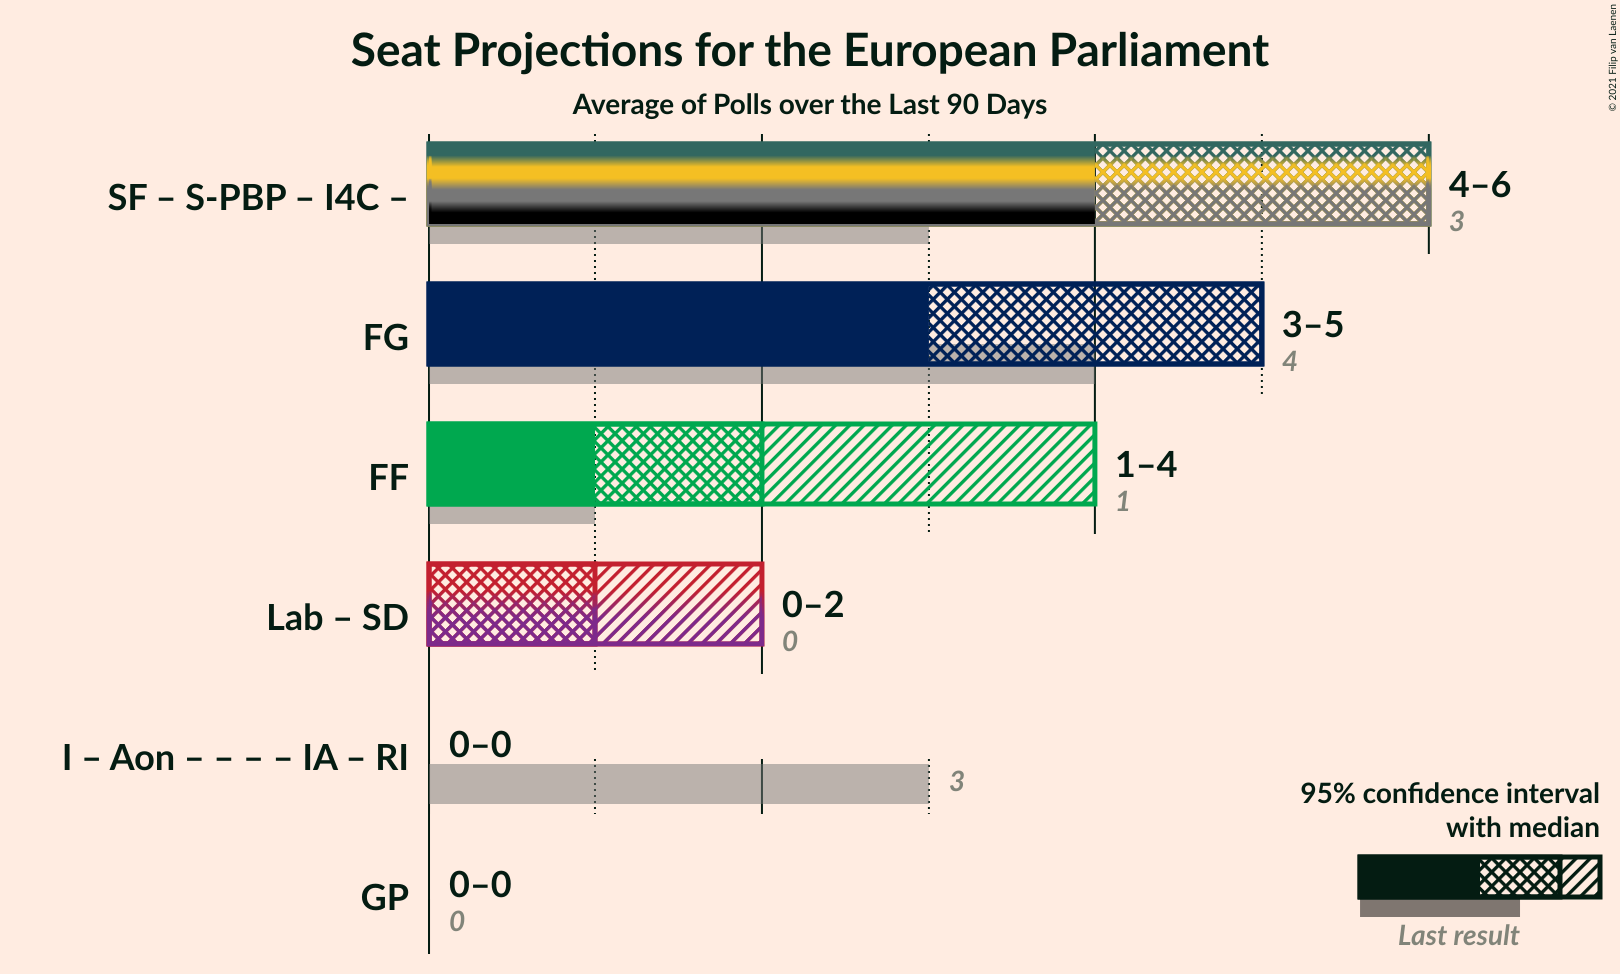 Seat Projections for the European Parliament
Average of Polls over the Last 90 Days
© 2021 Filip van Laenen
SF – S-PBP – I4C –
4–6
3
FG
3–5
4
FF
1–4
1
Lab – SD
0–2
0
I – Aon – – – – IA – RI
0–0
3
GP
0–0
0
95% confidence interval
with median
Last result